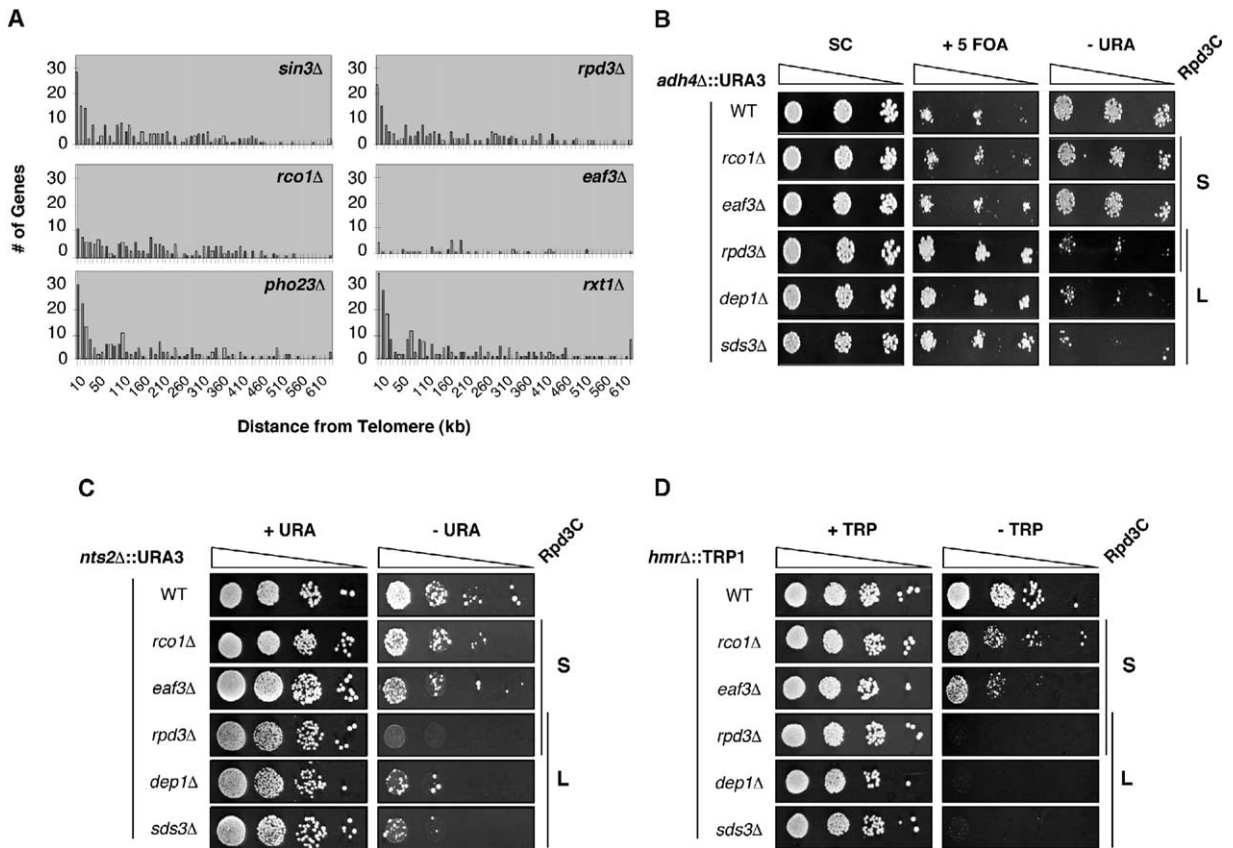 A
sin3Δ
rpd3Δ
30
20
10
0
30
20
10
0
rco1Δ
eaf3Δ
30
20
10
0
30
20
10
0
pho23Δ
rxt1Δ
30
20
10
0
30
20
10
0
# of Genes
10 50 110 160 210 260 310 360 410 460 510 560 610
10 50 110 160 210 260 310 360 410 460 510 560 610
Distance from Telomere (kb)
B
SC + 5 FOA - URA Rpd3C
adh4Δ::URA3
WT
rco1Δ
eaf3Δ
rpd3Δ
dep1Δ
sds3Δ
S
L
C
+ URA - URA Rpd3C
nts2Δ::URA3
WT
rco1Δ
eaf3Δ
rpd3Δ
dep1Δ
sds3Δ
S
L
D
+ TRP - TRP Rpd3C
hmrΔ::TRP1
WT
rco1Δ
eaf3Δ
rpd3Δ
dep1Δ
sds3Δ
S
L